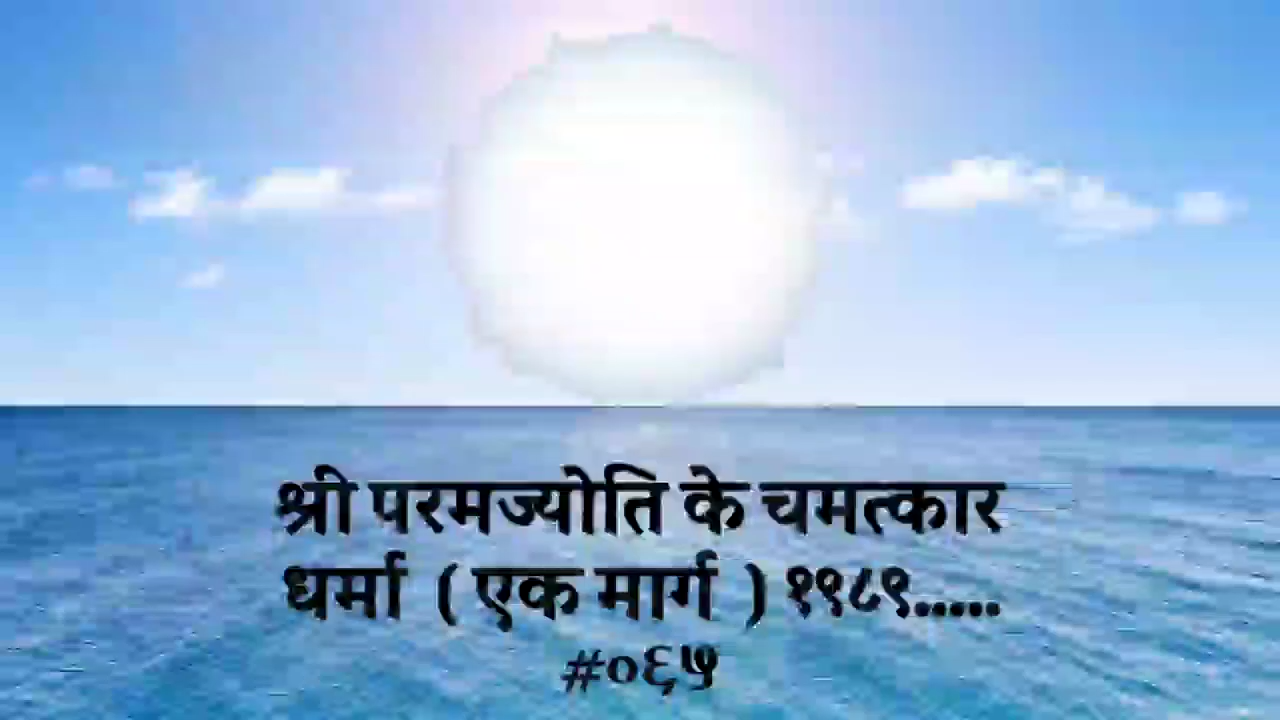 श्री परमज्योति के चमत्कार
धर्मा ( एक मार्ग ) १९८९.....
#०६५